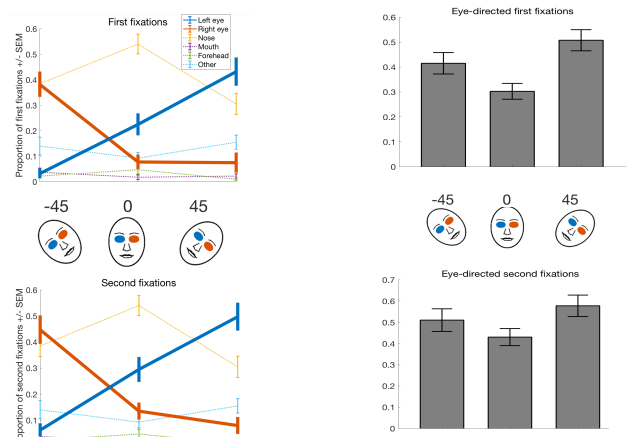 First fixations
Proportion of first fixations +/- SEM
0.6
0.5
0.4
0.3
0.2
0.1
0
Left eye
Right eye
Nose
Mouth
Forehead
Other
-45 0 45
Second fixations
oportion of second fixations +/- SEM
0.6
0.5
0.4
0.3
0.2
0.1
Eye-directed first fixations
0.6
0.5
0.4
0.3
0.2
0.1
0
-45 0 45
Eye-directed second fixations
0.7
0.6
0.5
0.4
0.3
0.2
0.1
0